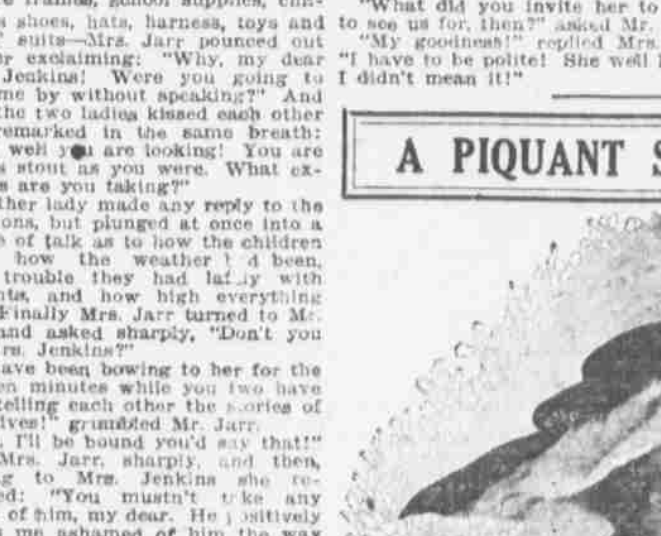 suits—Mrs. Jarr pounced out
exclaiming: "Why, my dear
Jenkins! Were you going to
me by without speaking?" And
the two ladies kissed each other
remarked in the same breath:
well you are looking! You are
stout as you were. What ex-
are you taking?"
ther lady made any reply to the
ons, but plunged at once into a
of talk as to how the children
how the weather had been,
trouble they had lately with
nts, and how high everything
Finally Mrs. Jarr turned to Mr.
and asked sharply, "Don't you
rs. Jenkins?"
ave been bowing to her for the
en minutes while you two have
telling each other the stories of
ives!" grumbled Mr. Jarr.
I'll be bound you'd say that!"
Mrs. Jarr, sharply, and then,
g to Mrs. Jenkins she re-
ed: "You mustn't take any
of him, my dear. He positively
me ashamed of him the way
"What did you invite her to
to see us for, then?" asked Mr.
"My goodness!" replied Mrs.
"I have to be polite! She well
I didn't mean it!"
A PIQUANT S